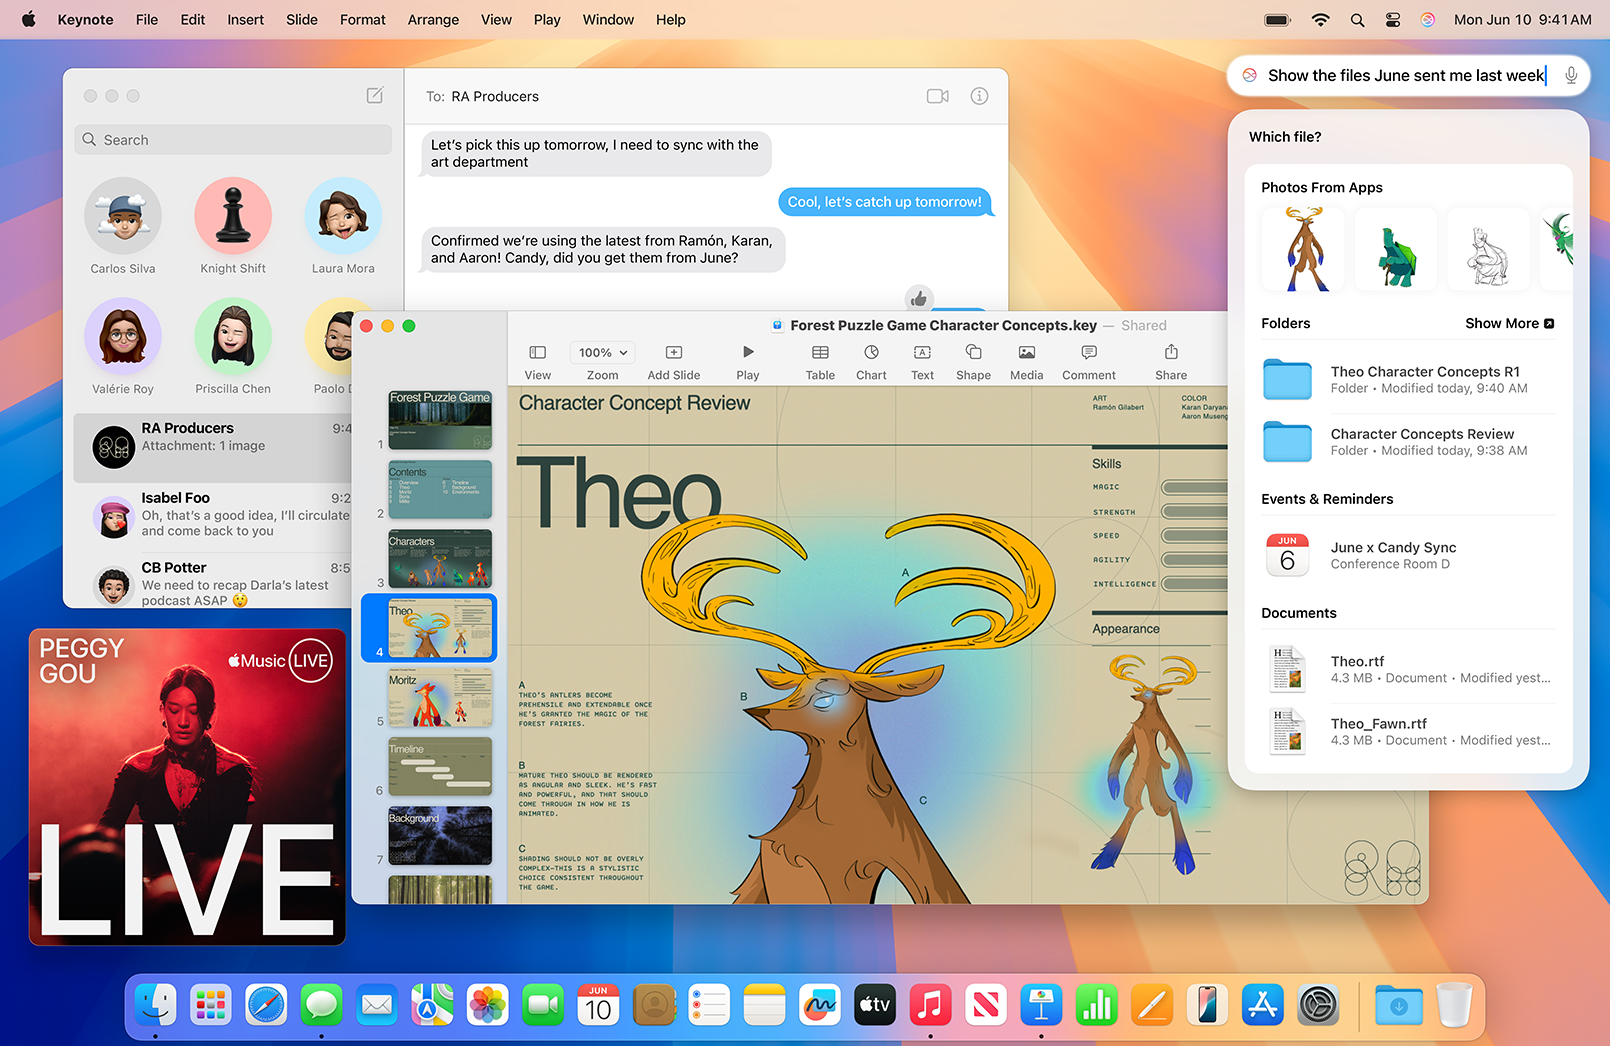 Keynote File Edit Insert Slide Format Arrange View Play Window Help
Mon Jun 10 9:41 AM
Search
Carlos Silva
Knight Shift
Laura Mora
Valérie Roy
Priscilla Chen
Paolo
RA Producers
Attachment: 1 image
9:4
Isabel Foo
9:2
Oh, that's a good idea, I'll circulate
and come back to you
CB Potter
8:5
We need to recap Darla's latest
podcast ASAP 😲
To: RA Producers
Let's pick this up tomorrow, I need to sync with the
art department
Cool, let's catch up tomorrow!
Confirmed we're using the latest from Ramón, Karan,
and Aaron! Candy, did you get them from June?
Forest Puzzle Game Character Concepts.key — Shared
100%
View
Zoom
Add Slide
Play
Table
Chart
Text
Shape
Media
Comment
Share
1
Forest Puzzle Game
2
Contents
3
Characters
4
Theo
5
Moritz
6
Timeline
7
Background
Character Concept Review
ART
Ramón Gilabert
COLOR
Karan Daryana
Aaron Museng
Theo
A
THEO'S ANTLERS BECOME
PREHENSILE AND EXTENDABLE ONCE
HE'S GRANTED THE MAGIC OF THE
FOREST FAIRIES.
B
MATURE THEO SHOULD BE RENDERED
AS ANGULAR AND SLEEK. HE'S FAST
AND POWERFUL, AND THAT SHOULD
COME THROUGH IN HOW HE IS
ANIMATED.
C
SHADING SHOULD NOT BE OVERLY
COMPLEX—THIS IS A STYLISTIC
CHOICE CONSISTENT THROUGHOUT
THE GAME.
A
B
C
Skills
MAGIC
STRENGTH
SPEED
AGILITY
INTELLIGENCE
Appearance
Show the files June sent me last week
Which file?
Photos From Apps
Folders
Show More
Theo Character Concepts R1
Folder • Modified today, 9:40 AM
Character Concepts Review
Folder • Modified today, 9:38 AM
Events & Reminders
JUN
6
June x Candy Sync
Conference Room D
Documents
Theo.rtf
4.3 MB • Document • Modified yest...
Theo_Fawn.rtf
4.3 MB • Document • Modified yest...
PEGGY
GOU
Music LIVE
LIVE
JUN
10
tv